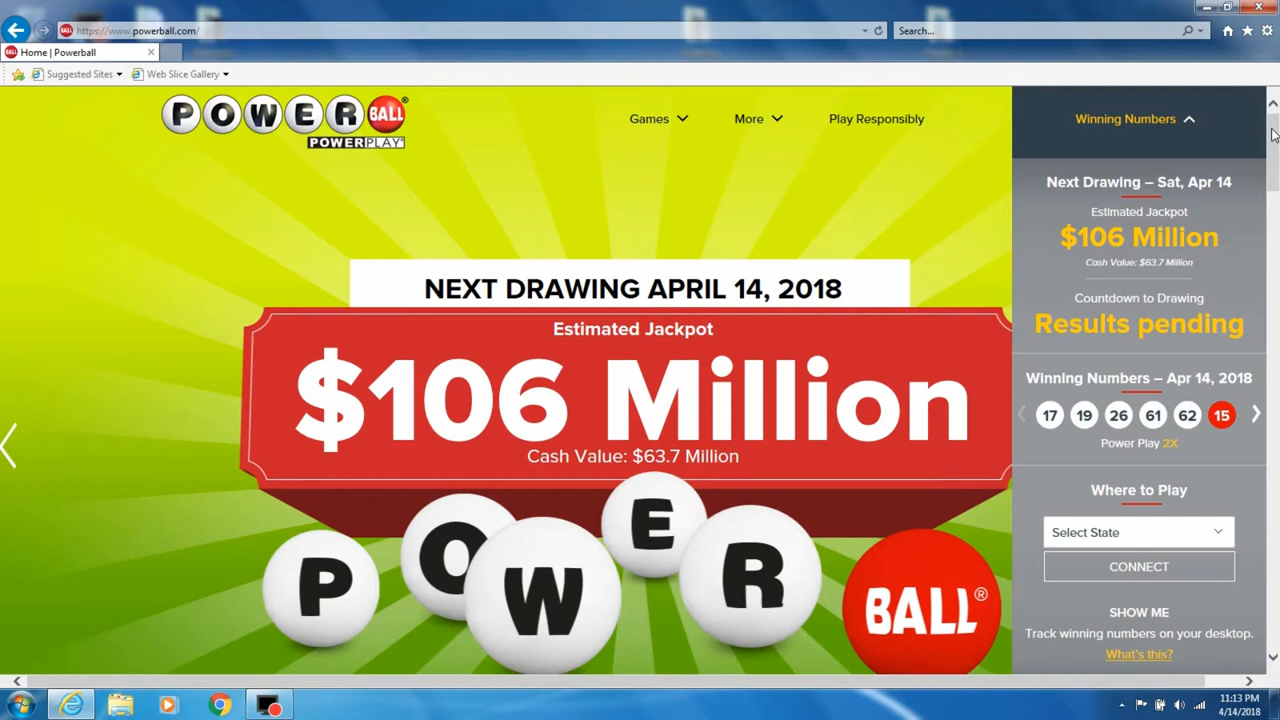 https://www.powerball.com/
Search...
Home | Powerball
Suggested Sites
Web Slice Gallery
POWER BALL®
POWERPLAY®
Games
More
Play Responsibly
Winning Numbers
NEXT DRAWING APRIL 14, 2018
Estimated Jackpot
$106 Million
Cash Value: $63.7 Million
POWER BALL®
Next Drawing – Sat, Apr 14
Estimated Jackpot
$106 Million
Cash Value: $63.7 Million
Countdown to Drawing
Results pending
Winning Numbers – Apr 14, 2018
17 19 26 61 62 15
Power Play 2X
Where to Play
Select State
CONNECT
SHOW ME
Track winning numbers on your desktop.
What's this?
11:13 PM
4/14/2018